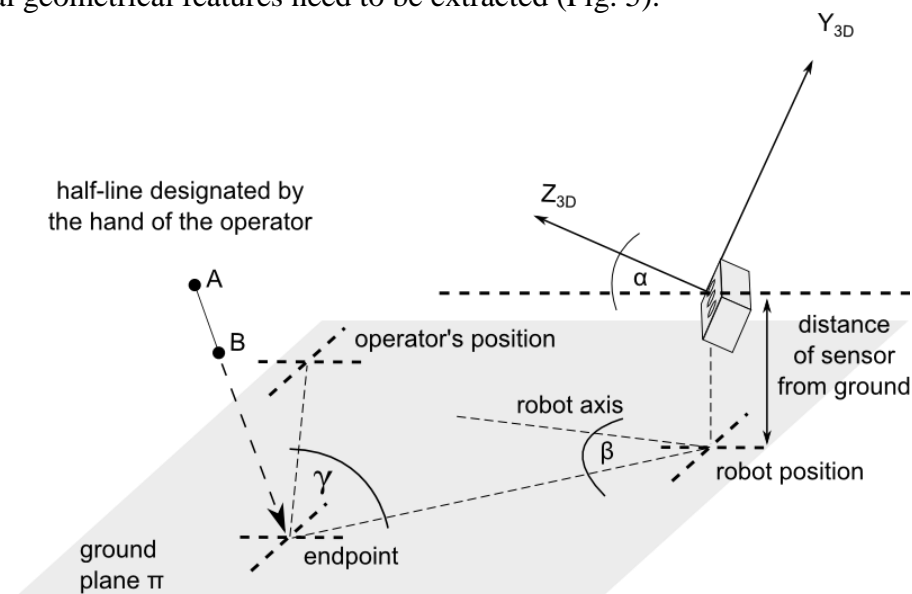 al geometrical features need to be extracted (Fig. 5).
Y3D
half-line designated by
the hand of the operator
Z3D
A
α
B
operator's position
distance
of sensor
from ground
robot axis
β
robot position
γ
endpoint
ground
plane π